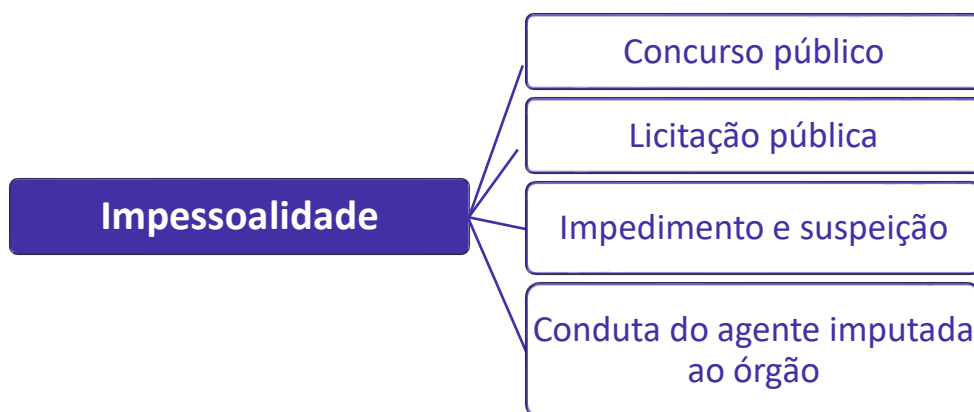 Concurso público
Licitação pública
Impessoalidade
Impedimento e suspeição
Conduta do agente imputada
ao órgão